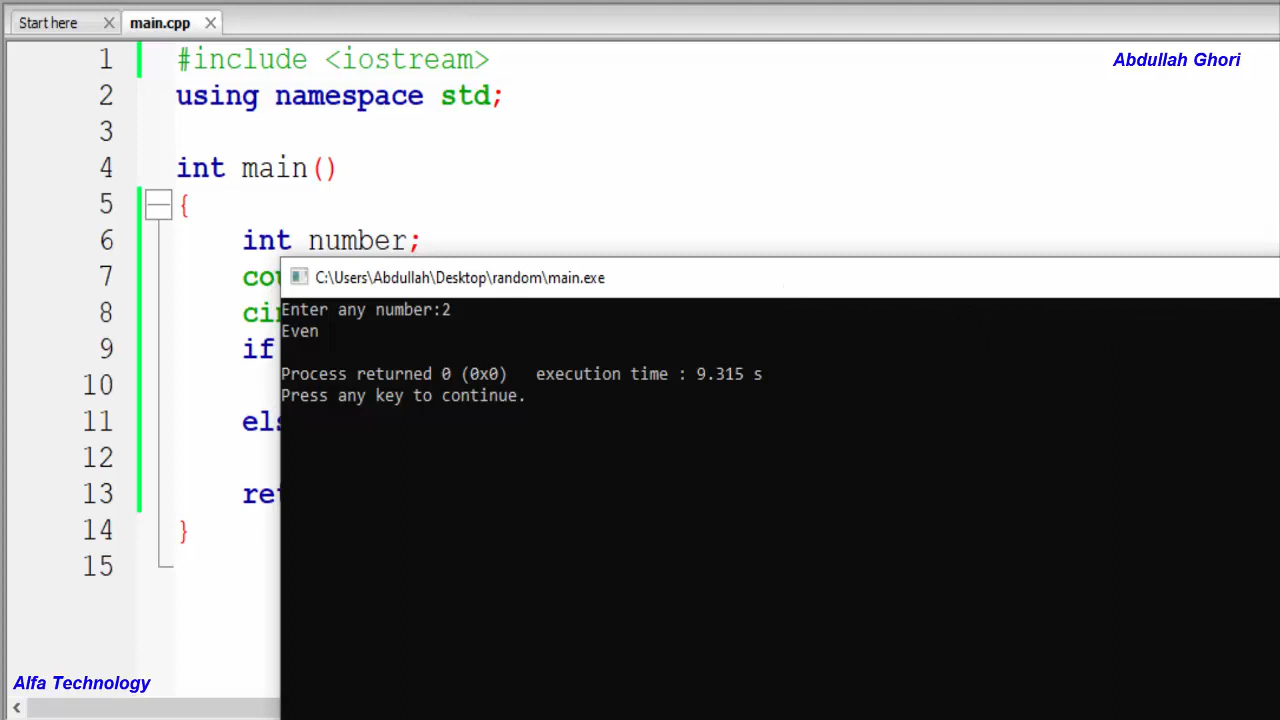 Start here
main.cpp
Abdullah Ghori
1 #include <iostream>
2 using namespace std;
3
4 int main()
5 {
6 int number;
7
8
9 if
10
11
12
13
14 }
15
C:\Users\Abdullah\Desktop\random\main.exe
Enter any number:2
Even
Process returned 0 (0x0) execution time : 9.315 s
Press any key to continue.
Alfa Technology